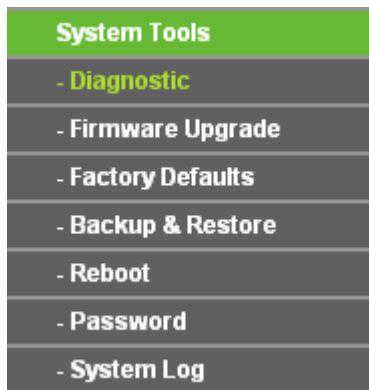 System Tools
- Diagnostic
- Firmware Upgrade
- Factory Defaults
- Backup & Restore
- Reboot
- Password
- System Log